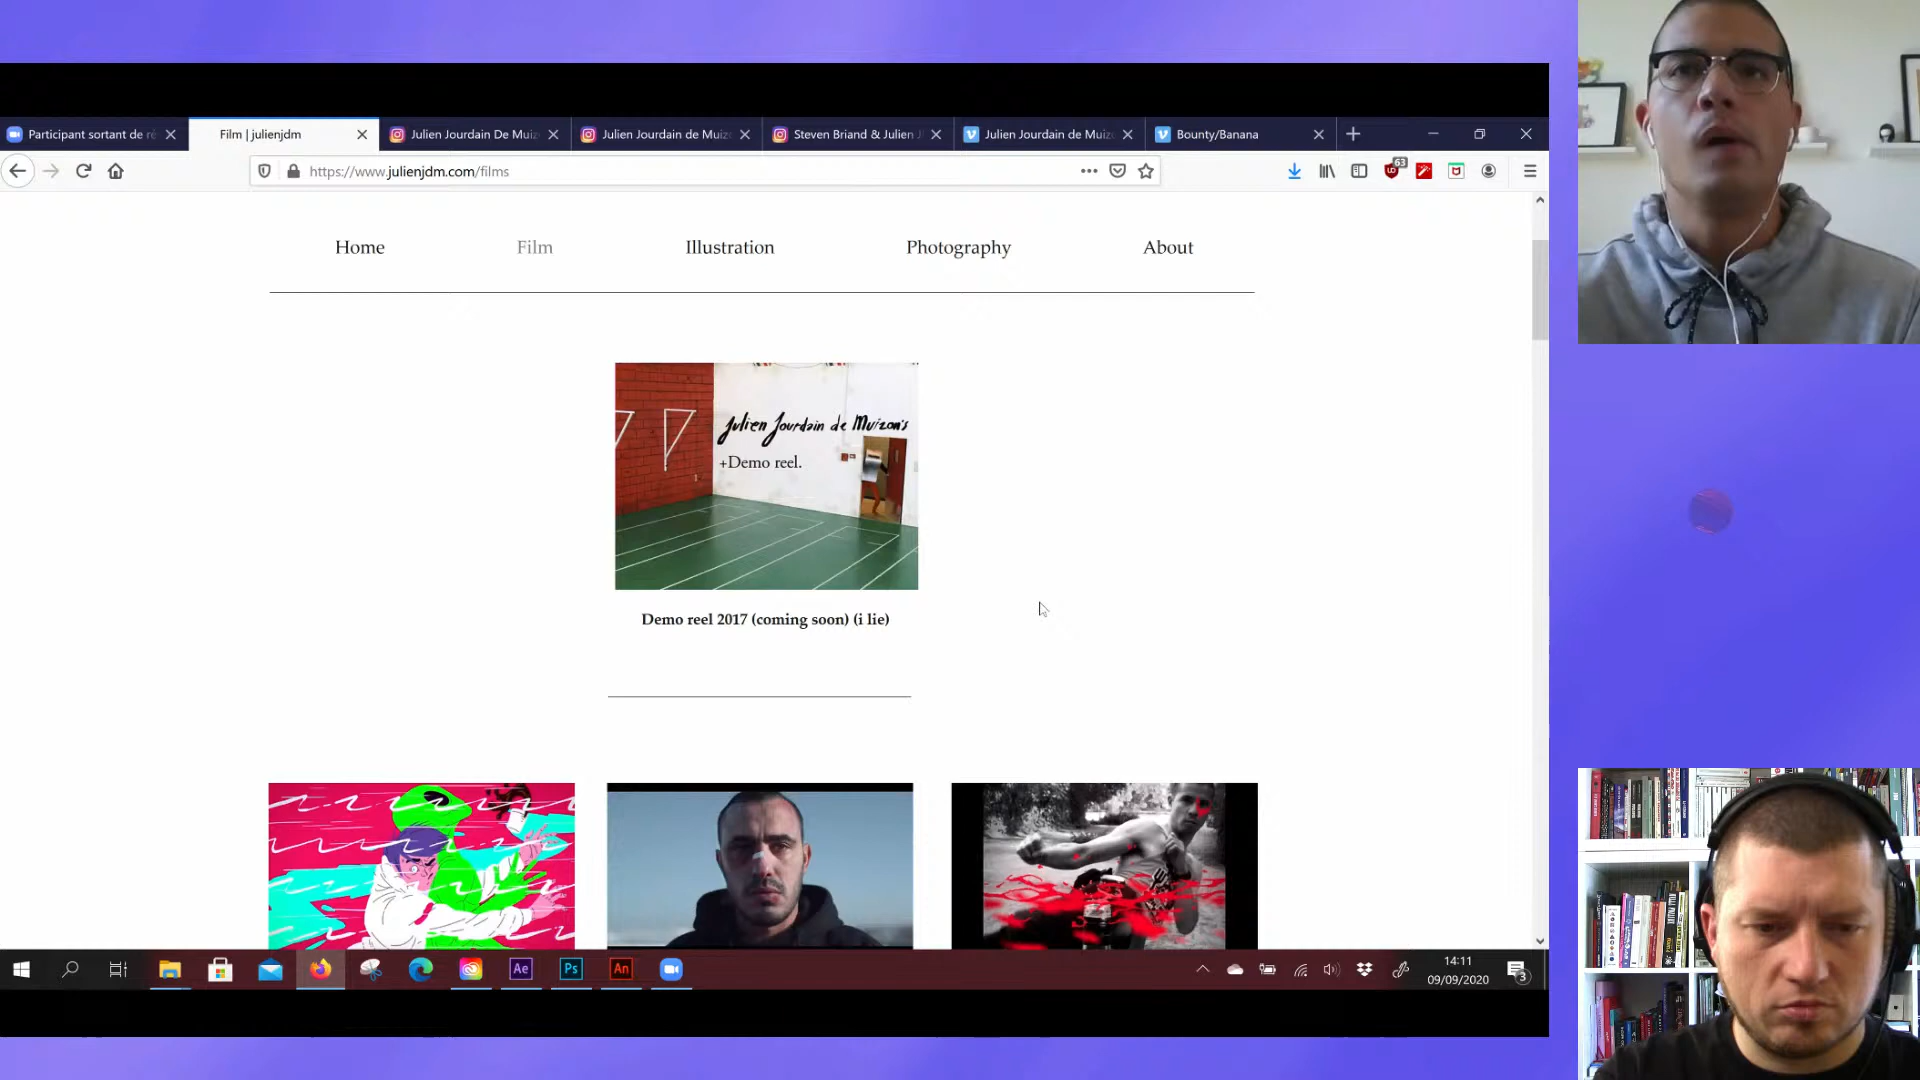 Participant sortant de ré
Film | julienjdm
Julien Jourdain De Muiz
Julien Jourdain de Muiz
Steven Briand & Julien J
Julien Jourdain de Muiz
Bounty/Banana
https://www.julienjdm.com/films
63
Home
Film
Illustration
Photography
About
Julien Jourdain de Muizon's
+Demo reel.
Demo reel 2017 (coming soon) (i lie)
Ae
Ps
An
14:11
09/09/2020
3